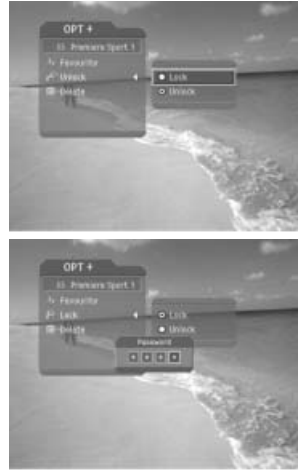 OPT +
Premiere Sport 1
Favourite
Unlock
Delete
Lock
Unlock
OPT +
Premiere Sport 1
Favourite
Lock
Delete
Lock
Unlock
Password